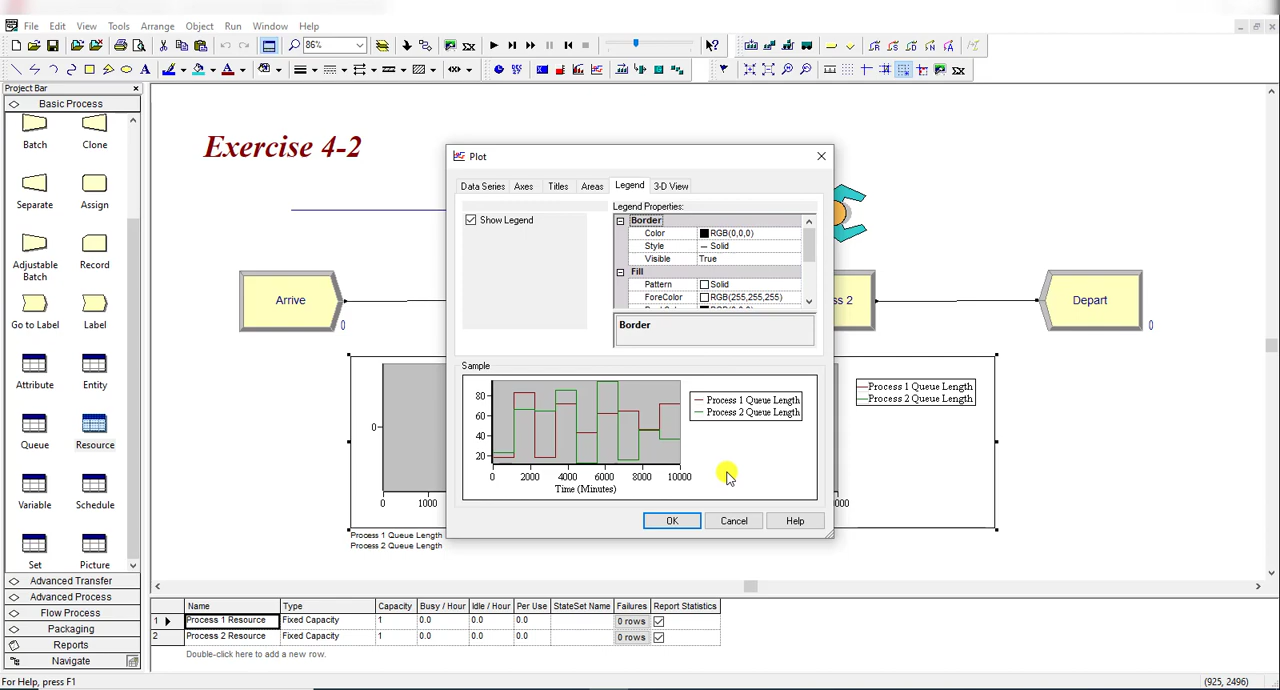 File Edit View Tools Arrange Object Run Window Help
86%
Project Bar
Basic Process
Batch Clone
Separate Assign
Adjustable Batch Record
Go to Label Label
Attribute Entity
Queue Resource
Variable Schedule
Set Picture
Advanced Transfer
Advanced Process
Flow Process
Packaging
Reports
Navigate
Exercise 4-2
Arrive
0
ss 2
Depart
0
0
0 1000
000
Process 1 Queue Length
Process 2 Queue Length
Process 1 Queue Length
Process 2 Queue Length
Plot
Data Series Axes Titles Areas Legend 3-D View
Show Legend
Legend Properties:
Border
Color RGB(0,0,0)
Style Solid
Visible True
Fill
Pattern Solid
ForeColor RGB(255,255,255)
Border
Sample
80
60
40
20
0 2000 4000 6000 8000 10000
Time (Minutes)
Process 1 Queue Length
Process 2 Queue Length
OK Cancel Help
Name Type Capacity Busy / Hour Idle / Hour Per Use StateSet Name Failures Report Statistics
1 Process 1 Resource Fixed Capacity 1 0.0 0.0 0.0 0 rows
2 Process 2 Resource Fixed Capacity 1 0.0 0.0 0.0 0 rows
Double-click here to add a new row.
For Help, press F1
(925, 2496)